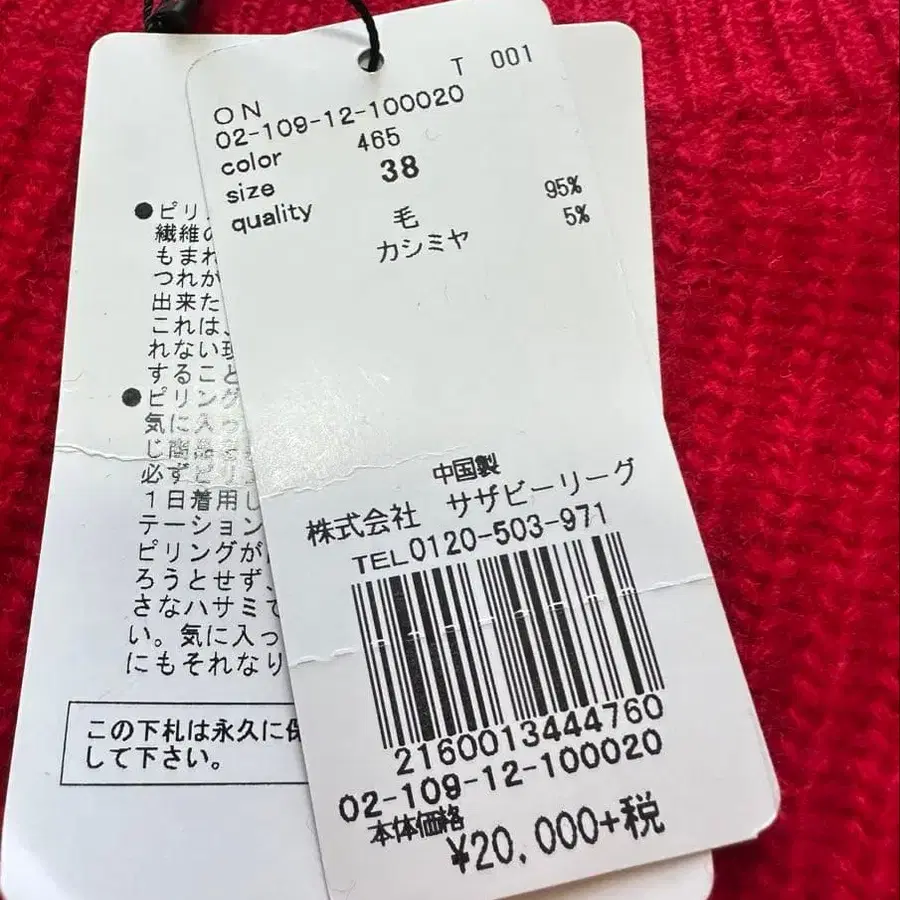 ON T 001
02-109-12-100020
color 465
size 38
quality 毛 95%
カシミヤ 5%
中国製
株式会社 サザビーリーグ
TEL0120-503-971
2160013444760
02-109-12-100020
本体価格
¥20,000+税
●ピリ
繊維の
もまれ
つれが
出来た
これは、
れない
すること
●ピリング
気に入っ
じ商品を
必ずピリ
1日着用し
テーション
ピリングが
ろうとせず、
さなハサミで
い。気に入っ
にもそれなり
この下札は永久に保
して下さい。